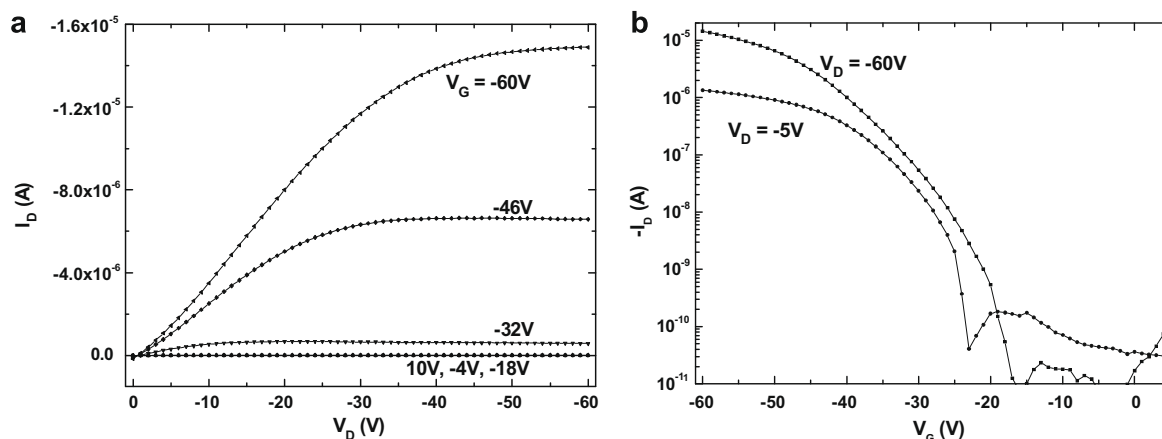 a
-1.6x10⁻⁵
-1.2x10⁻⁵
-8.0x10⁻⁶
-4.0x10⁻⁶
0.0
I_D (A)
V_G = -60V
-46V
-32V
10V, -4V, -18V
0 -10 -20 -30 -40 -50 -60
V_D (V)
b
10⁻⁵
10⁻⁶
10⁻⁷
10⁻⁸
10⁻⁹
10⁻¹⁰
10⁻¹¹
-I_D (A)
V_D = -60V
V_D = -5V
-60 -50 -40 -30 -20 -10 0
V_G (V)